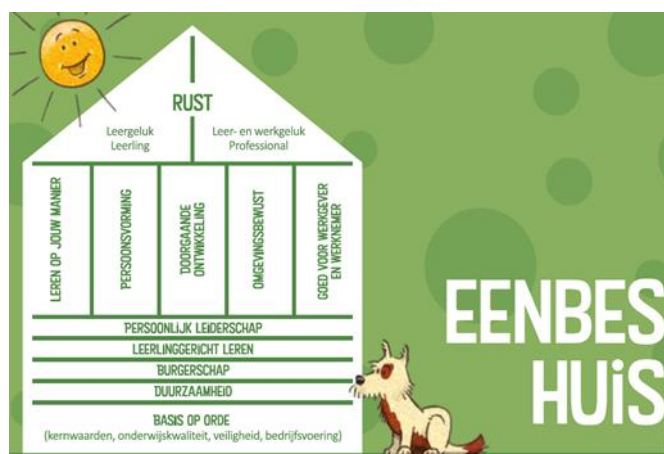 RUST
Leergeluk
Leerling
Leer- en werkgeluk
Professional
LEREN OP JOUW MANIER
PERSOONSVORMING
DOORGAANDE
ONTWIKKELING
OMGEVINGSBEWUST
GOED VOOR WERKGEVER
EN WERKNEMER
PERSOONLIJK LEIDERSCHAP
LEERLINGGERICHT LEREN
BURGERSCHAP
DUURZAAMHEID
BASIS OP ORDE
(kernwaarden, onderwijskwaliteit, veiligheid, bedrijfsvoering)
EENBES
HUiS